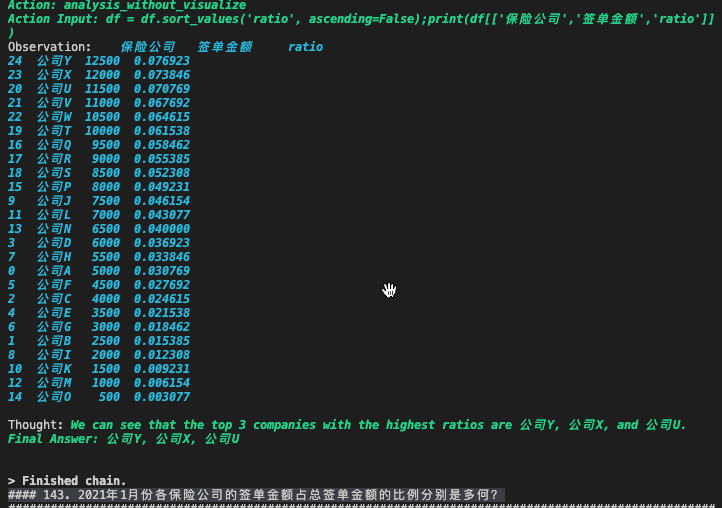 Action: analysis_without_visualize
Action Input: df = df.sort_values('ratio', ascending=False);print(df[['保险公司','签单金额','ratio']]
)
Observation:    保险公司   签单金额     ratio
24  公司Y  12500  0.076923
23  公司X  12000  0.073846
20  公司U  11500  0.070769
21  公司V  11000  0.067692
22  公司W  10500  0.064615
19  公司T  10000  0.061538
16  公司Q   9500  0.058462
17  公司R   9000  0.055385
18  公司S   8500  0.052308
15  公司P   8000  0.049231
9   公司J   7500  0.046154
11  公司L   7000  0.043077
13  公司N   6500  0.040000
3   公司D   6000  0.036923
7   公司H   5500  0.033846
0   公司A   5000  0.030769
5   公司F   4500  0.027692
2   公司C   4000  0.024615
4   公司E   3500  0.021538
6   公司G   3000  0.018462
1   公司B   2500  0.015385
8   公司I   2000  0.012308
10  公司K   1500  0.009231
12  公司M   1000  0.006154
14  公司O    500  0.003077
Thought: We can see that the top 3 companies with the highest ratios are 公司Y, 公司X, and 公司U.
Final Answer: 公司Y, 公司X, 公司U
> Finished chain.
#### 143. 2021年1月份各保险公司的签单金额占总签单金额的比例分别是多何？